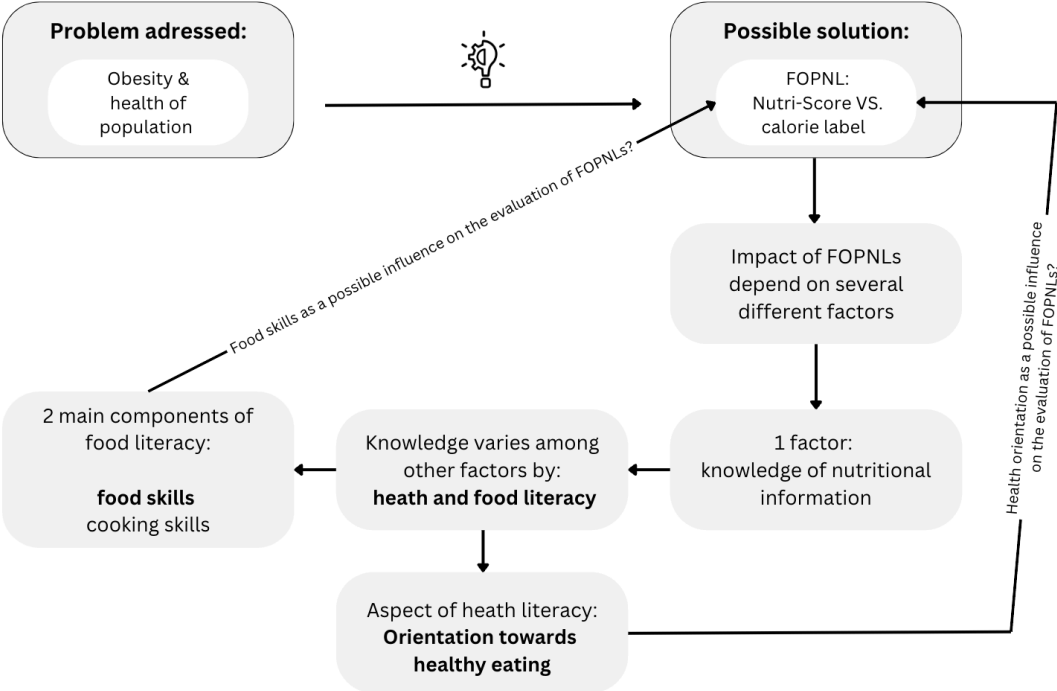 Problem adressed:
Obesity &
health of
population
Possible solution:
FOPNL:
Nutri-Score VS.
calorie label
Food skills as a possible influence on the evaluation of FOPNLs?
Impact of FOPNLs
depend on several
different factors
Health orientation as a possible influence
on the evaluation of FOPNLs?
2 main components of
food literacy:
food skills
cooking skills
Knowledge varies among
other factors by:
heath and food literacy
1 factor:
knowledge of nutritional
information
Aspect of heath literacy:
Orientation towards
healthy eating